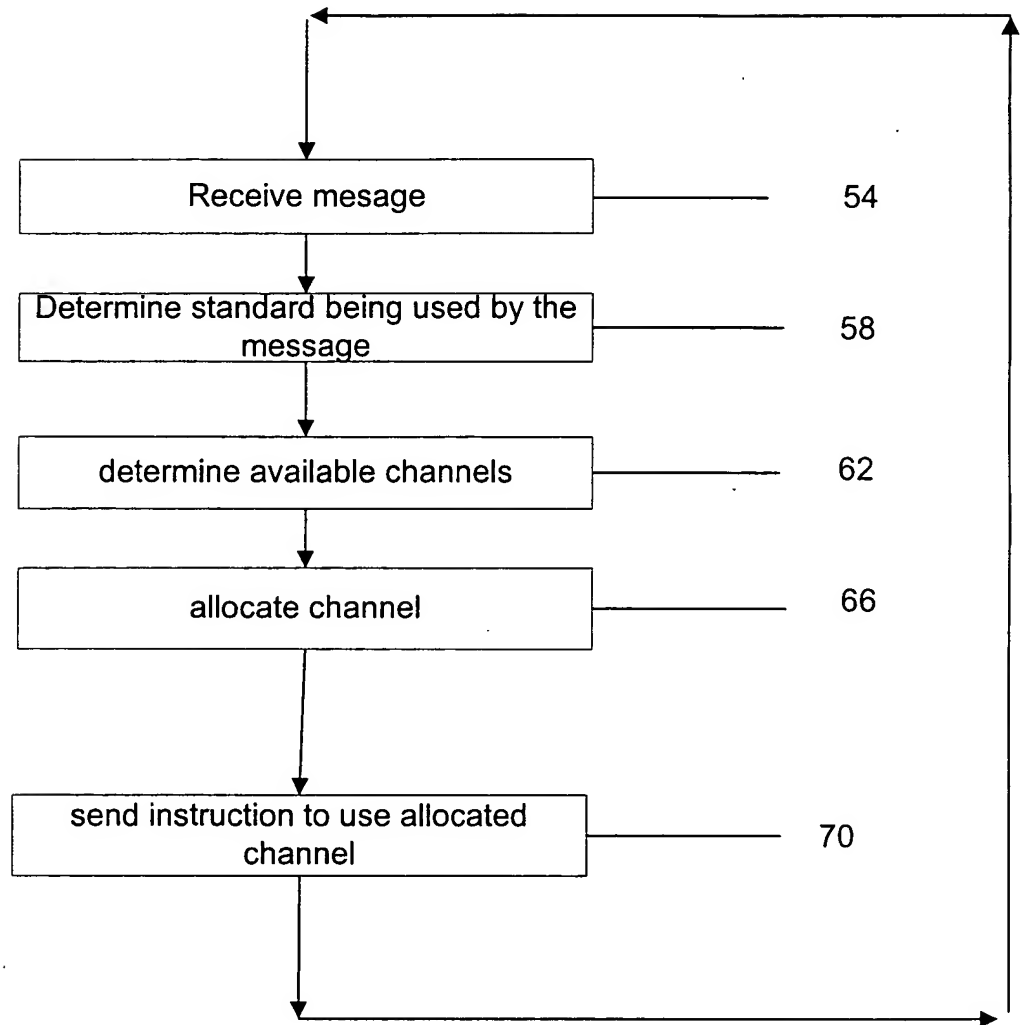 Receive mesage
54
Determine standard being used by the
message
58
determine available channels
62
allocate channel
66
send instruction to use allocated
channel
70